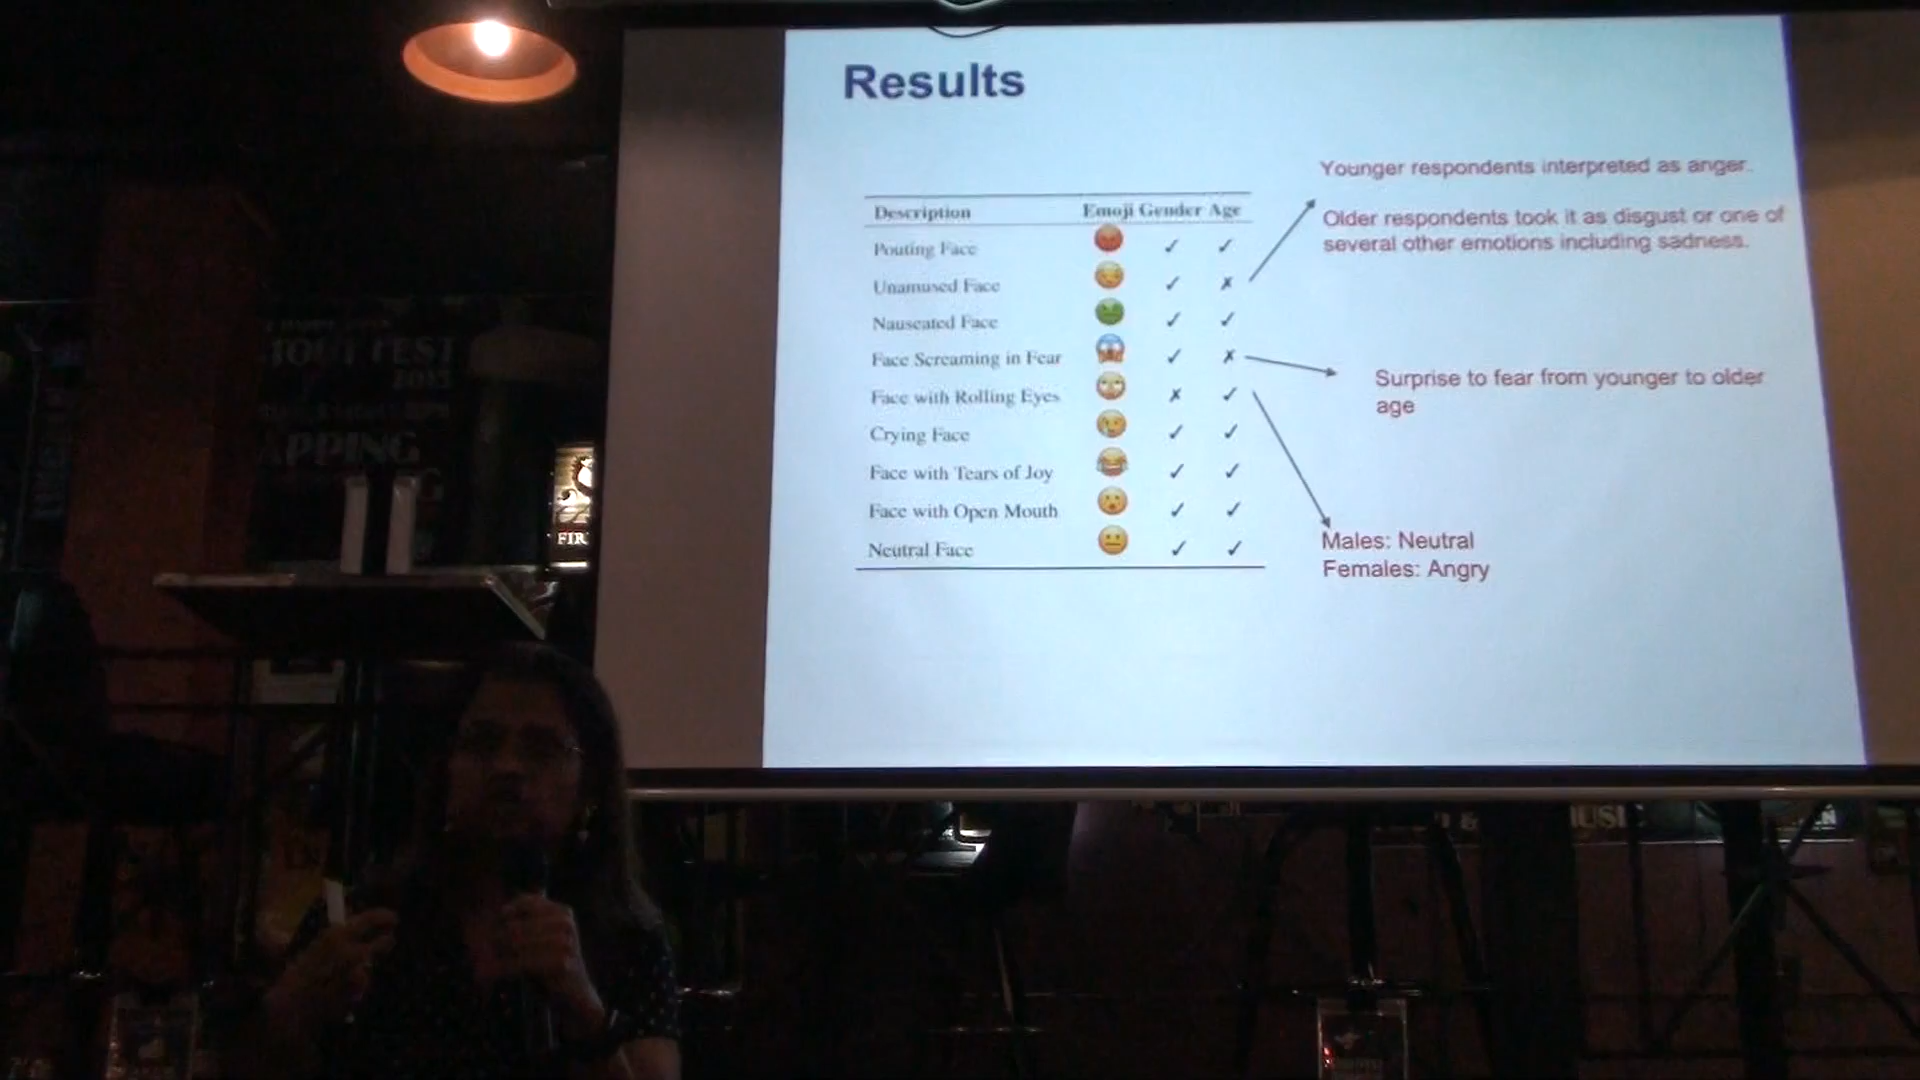 Results
Description Emoji Gender Age
Pouting Face ✓ ✓
Unamused Face ✓ ✗
Nauseated Face ✓ ✓
Face Screaming in Fear ✓ ✗
Face with Rolling Eyes ✗ ✓
Crying Face ✓ ✓
Face with Tears of Joy ✓ ✓
Face with Open Mouth ✓ ✓
Neutral Face ✓ ✓
Younger respondents interpreted as anger.
Older respondents took it as disgust or one of
several other emotions including sadness.
Surprise to fear from younger to older
age
Males: Neutral
Females: Angry
FIR